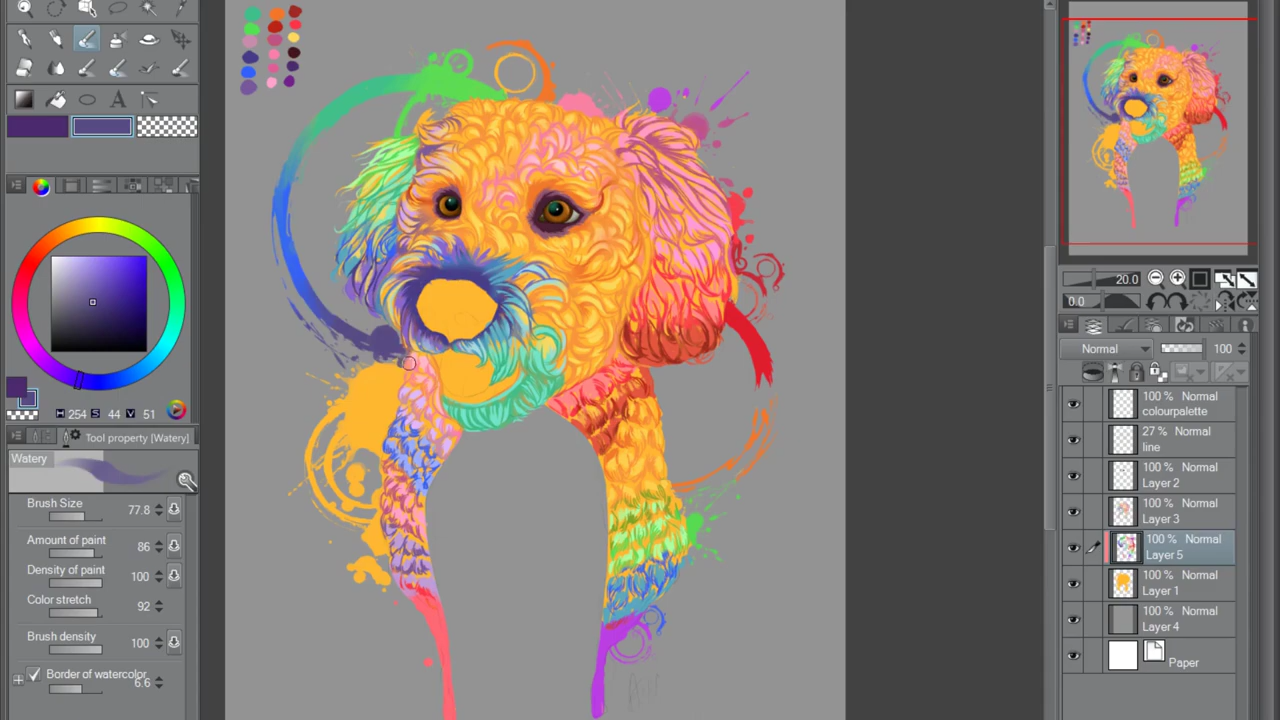 A
H 254 S 44 V 51
Tool property [Watery]
Watery
Brush Size
77.8
Amount of paint
86
Density of paint
100
Color stretch
92
Brush density
100
Border of watercolor
6.6
20.0
0.0
Normal
100
100 % Normal
colourpalette
27 % Normal
line
100 % Normal
Layer 2
100 % Normal
Layer 3
100 % Normal
Layer 5
100 % Normal
Layer 1
100 % Normal
Layer 4
Paper